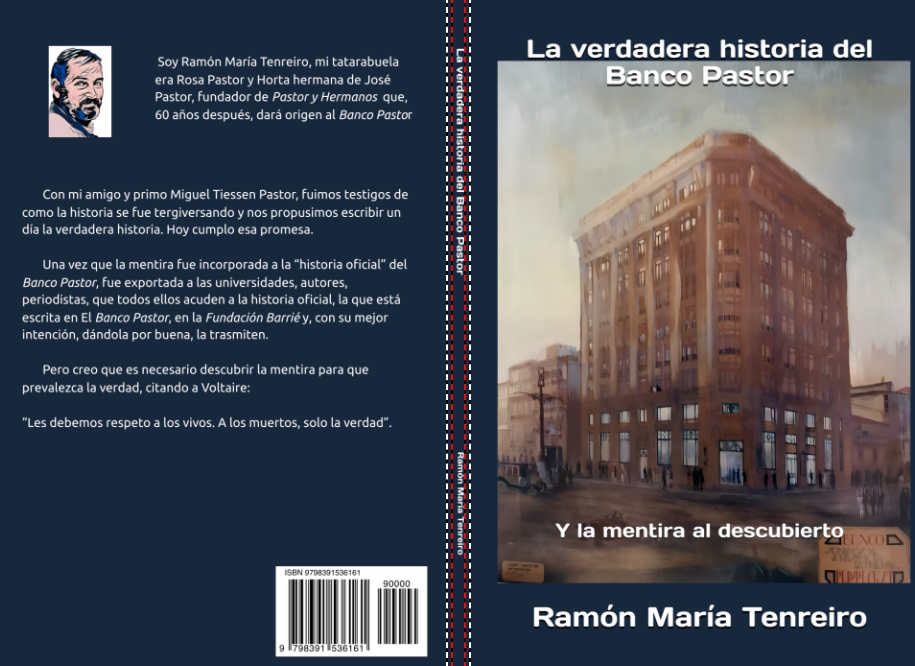 Soy Ramón María Tenreiro, mi tatarabuela
era Rosa Pastor y Horta hermana de José
Pastor, fundador de Pastor y Hermanos que,
60 años después, dará origen al Banco Pastor
Con mi amigo y primo Miguel Tiessen Pastor, fuimos testigos de
como la historia se fue tergiversando y nos propusimos escribir un
día la verdadera historia. Hoy cumplo esa promesa.
Una vez que la mentira fue incorporada a la “historia oficial” del
Banco Pastor, fue exportada a las universidades, autores,
periodistas, que todos ellos acuden a la historia oficial, la que está
escrita en El Banco Pastor, en la Fundación Barrié y, con su mejor
intención, dándola por buena, la trasmiten.
Pero creo que es necesario descubrir la mentira para que
prevalezca la verdad, citando a Voltaire:
“Les debemos respeto a los vivos. A los muertos, solo la verdad”.
ISBN 9798391536161
90000
9 798391 536161
La verdadera historia del Banco Pastor
Ramón María Tenreiro
La verdadera historia del
Banco Pastor
Y la mentira al descubierto
Ramón María Tenreiro